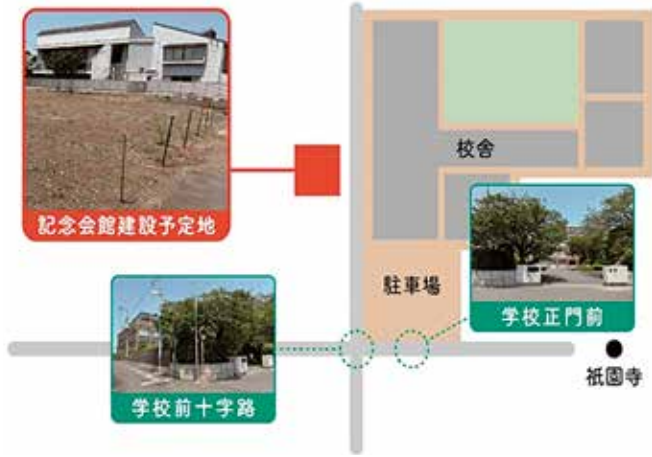 記念会館建設予定地
校舎
駐車場
学校正門前
学校前十字路
祇園寺